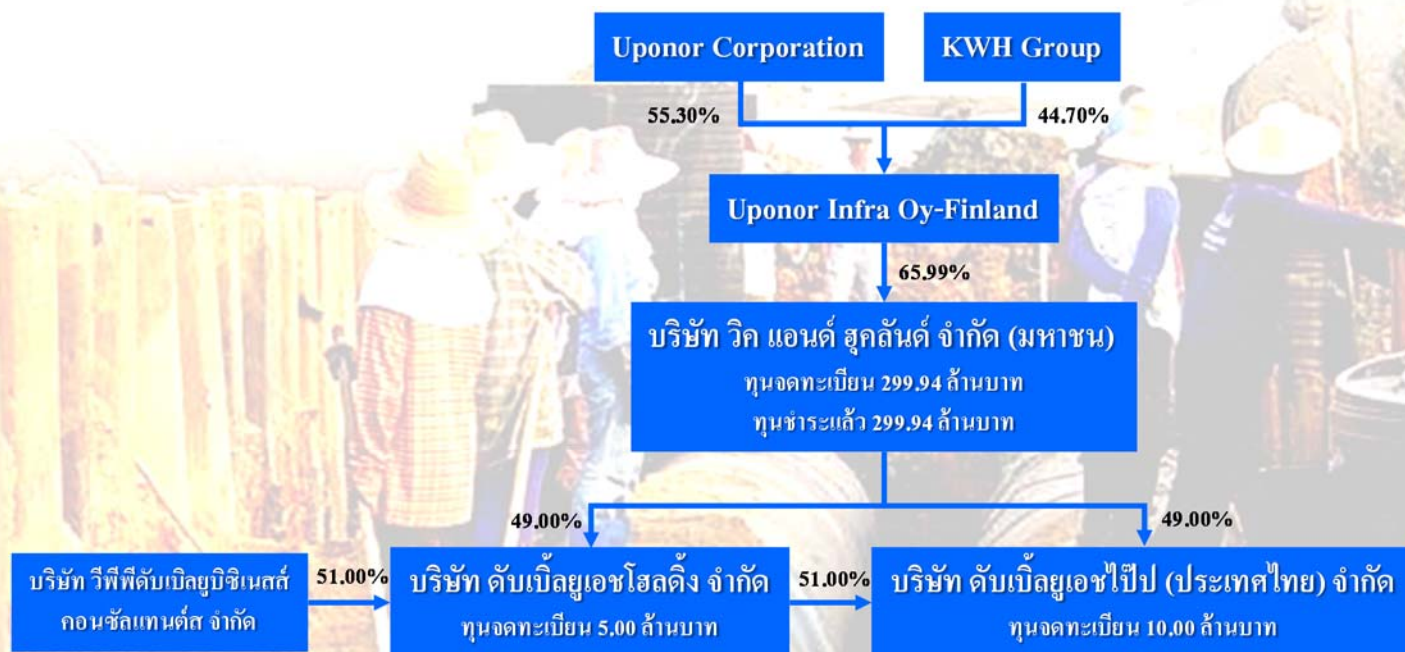 Uponor Corporation
KWH Group
55.30%
44.70%
Uponor Infra Oy-Finland
65.99%
บริษัท วิค แอนด์ ฮุคลันด์ จำกัด (มหาชน)
ทุนจดทะเบียน 299.94 ล้านบาท
ทุนชำระแล้ว 299.94 ล้านบาท
49.00%
49.00%
บริษัท วีพีพีดับเบิลยูบิซิเนสส์
คอนซัลแทนต์ส จำกัด
51.00%
บริษัท ดับเบิ้ลยูเอชโฮลดิ้ง จำกัด
ทุนจดทะเบียน 5.00 ล้านบาท
51.00%
บริษัท ดับเบิ้ลยูเอชไป๊ป (ประเทศไทย) จำกัด
ทุนจดทะเบียน 10.00 ล้านบาท